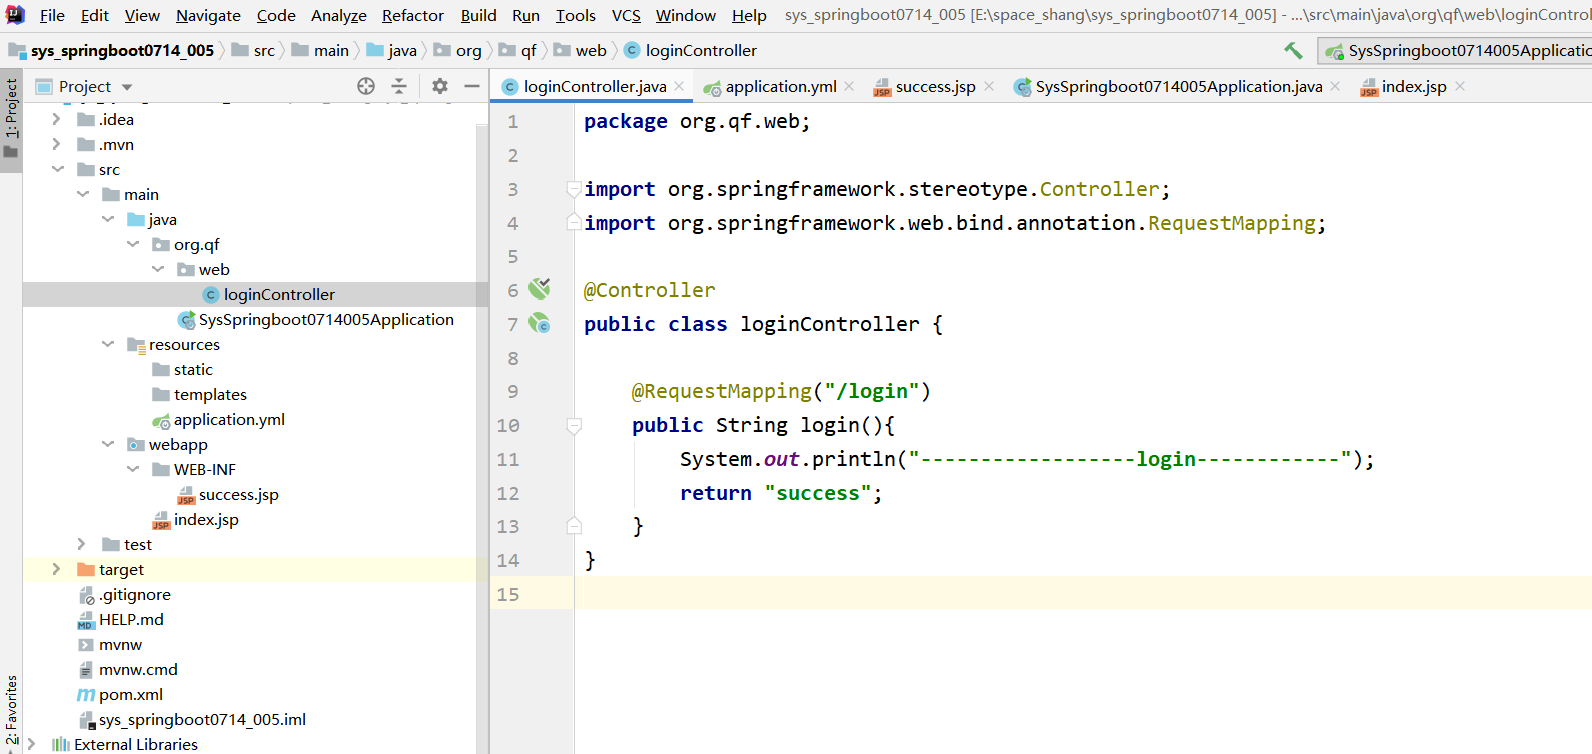 File Edit View Navigate Code Analyze Refactor Build Run Tools VCS Window Help sys_springboot0714_005 [E:\space_shang\sys_springboot0714_005] - ...\src\main\java\org\qf\web\loginContro
sys_springboot0714_005 src main java org qf web loginController SysSpringboot0714005Applicatio
1: Project
Project
loginController.java application.yml success.jsp SysSpringboot0714005Application.java index.jsp
.idea
.mvn
src
main
java
org.qf
web
loginController
SysSpringboot0714005Application
resources
static
templates
application.yml
webapp
WEB-INF
success.jsp
index.jsp
test
target
.gitignore
HELP.md
mvnw
mvnw.cmd
pom.xml
sys_springboot0714_005.iml
External Libraries
2: Favorites
1 package org.qf.web;
2
3 import org.springframework.stereotype.Controller;
4 import org.springframework.web.bind.annotation.RequestMapping;
5
6 @Controller
7 public class loginController {
8
9 @RequestMapping("/login")
10 public String login(){
11 System.out.println("------------------login------------");
12 return "success";
13 }
14 }
15